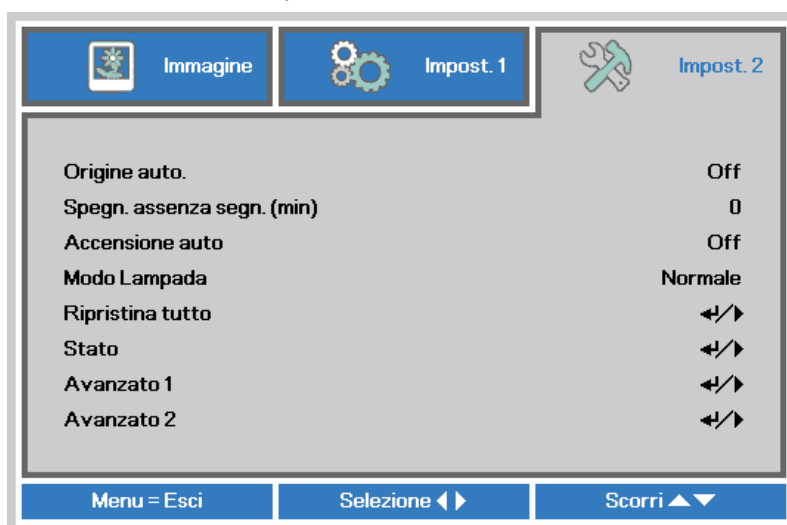 Immagine Impost. 1 Impost. 2
Origine auto. Off
Spegn. assenza segn. (min) 0
Accensione auto Off
Modo Lampada Normale
Ripristina tutto
Stato
Avanzato 1
Avanzato 2
Menu = Esci Selezione Scorri